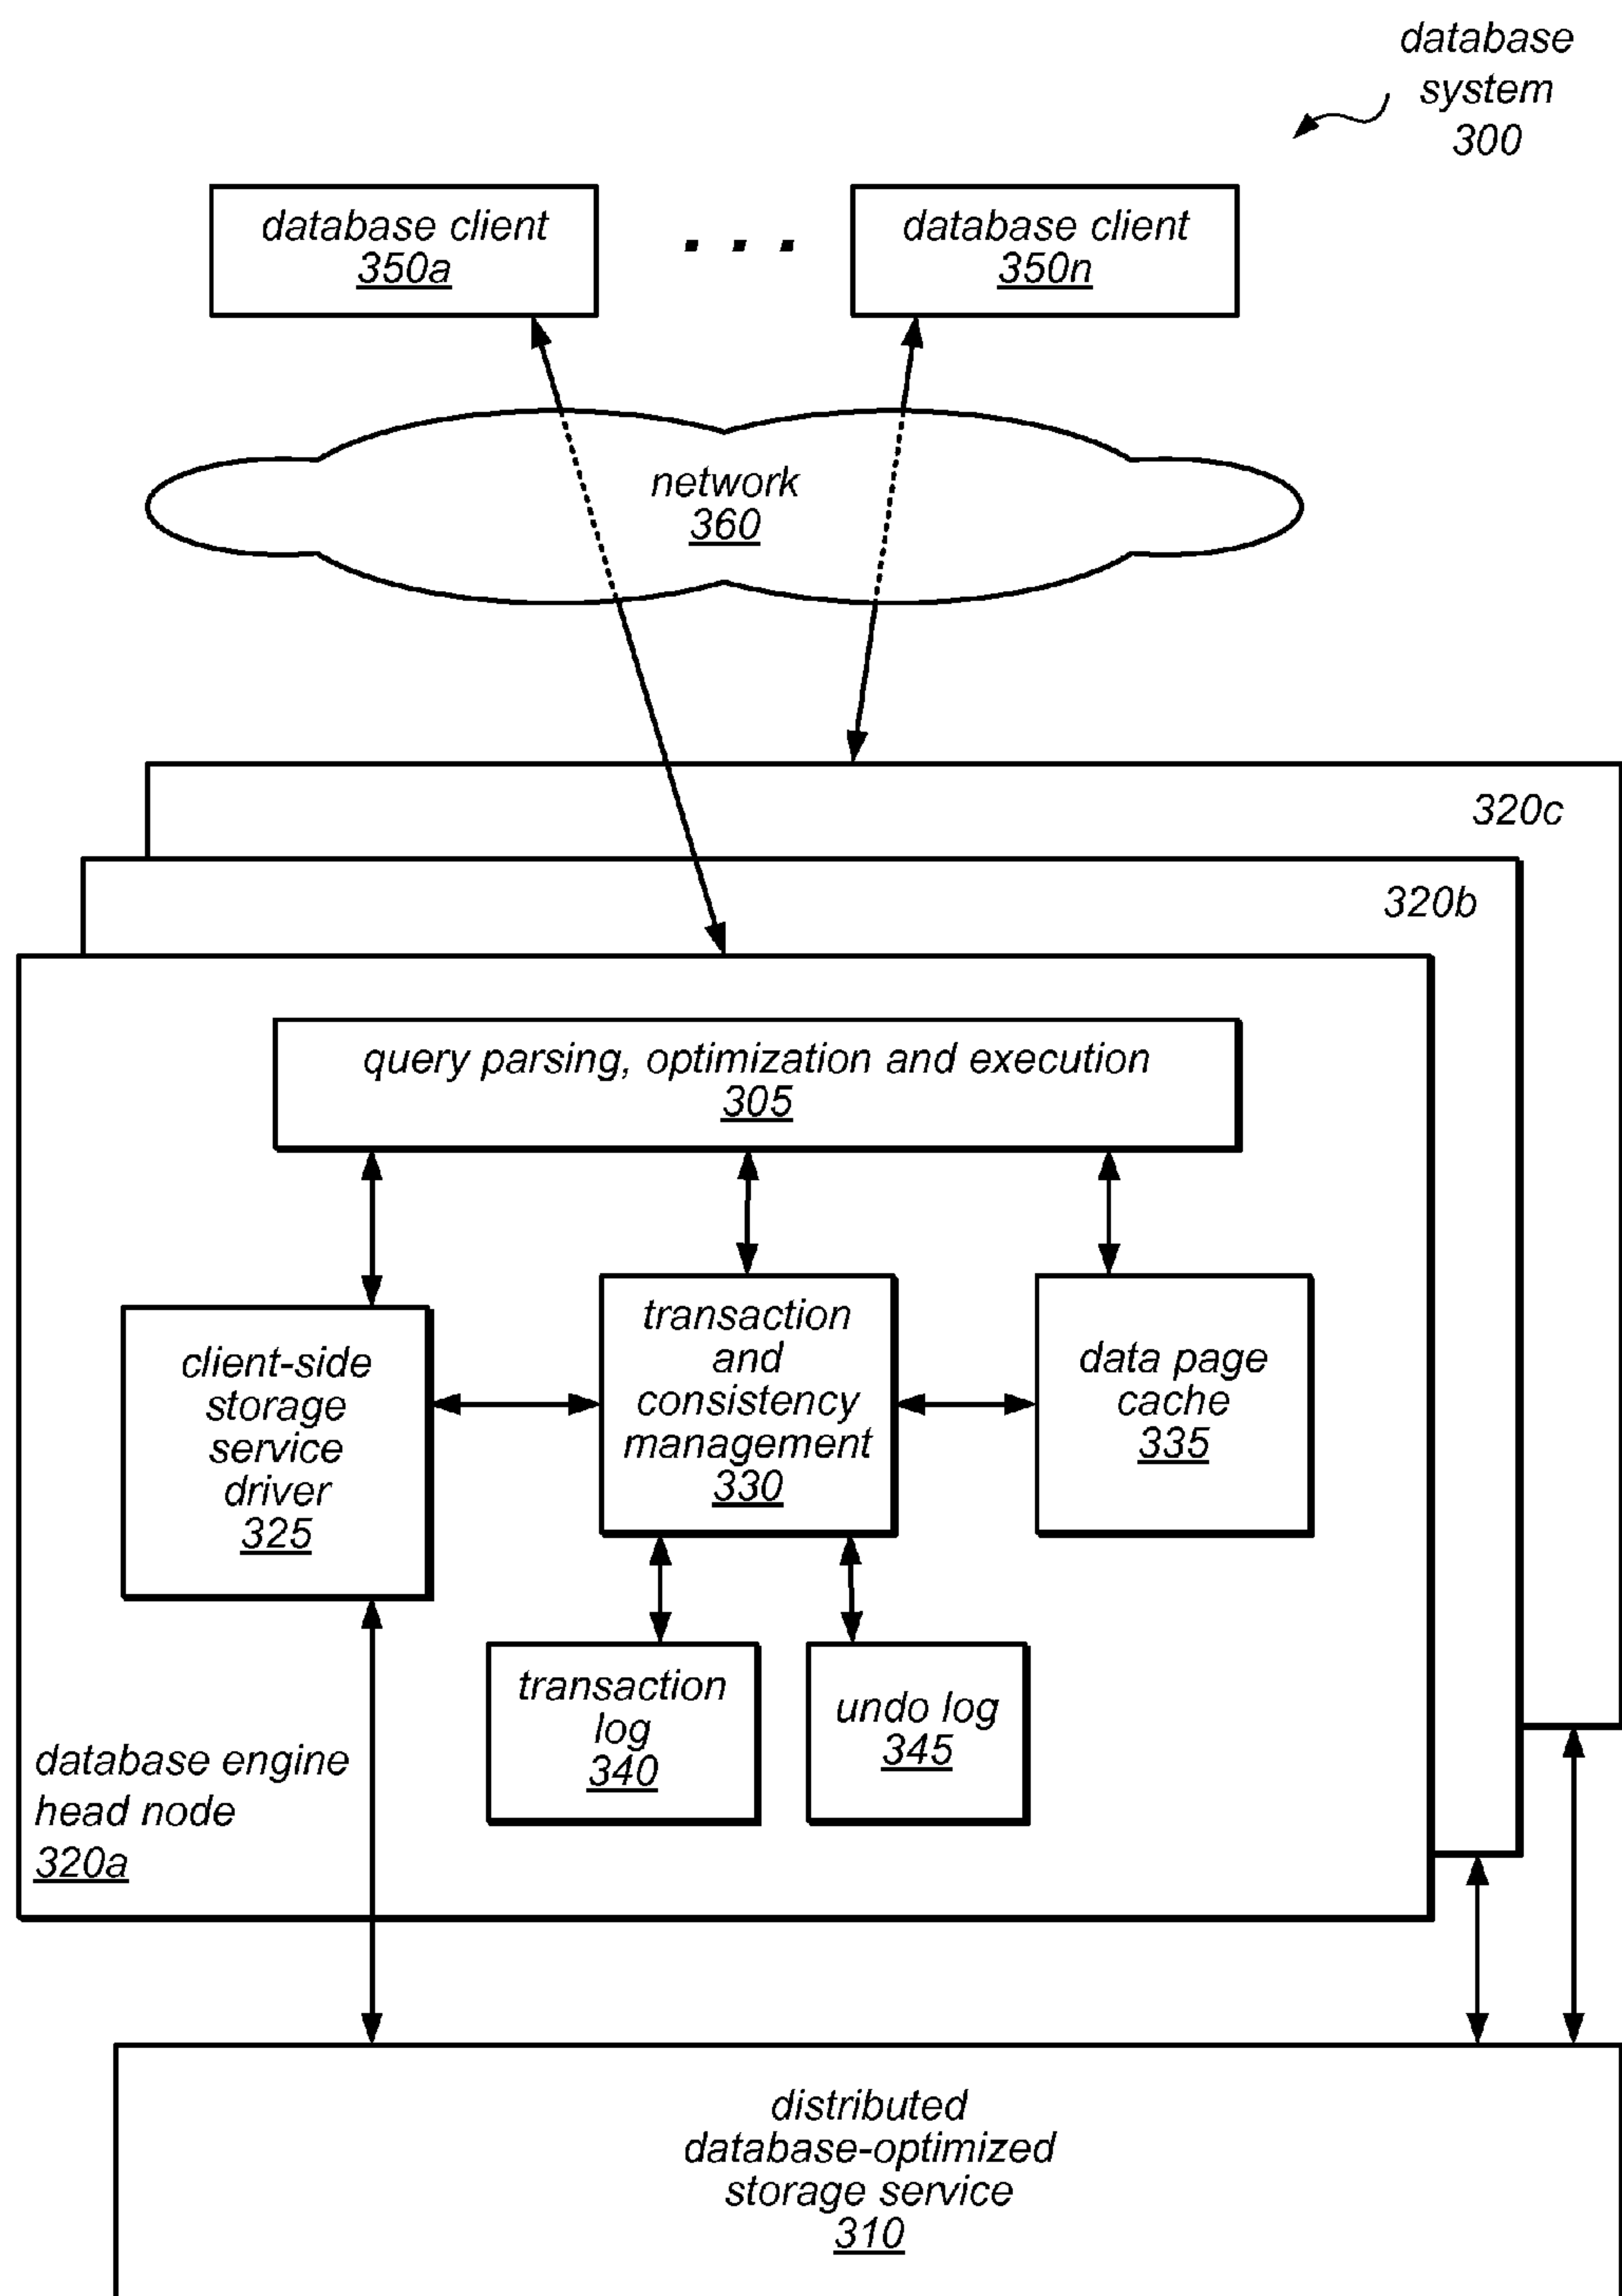 database
system
300
database client
350a
. . .
database client
350n
network
360
320c
320b
query parsing, optimization and execution
305
client-side
storage
service
driver
325
transaction
and
consistency
management
330
data page
cache
335
transaction
log
340
undo log
345
database engine
head node
320a
distributed
database-optimized
storage service
310